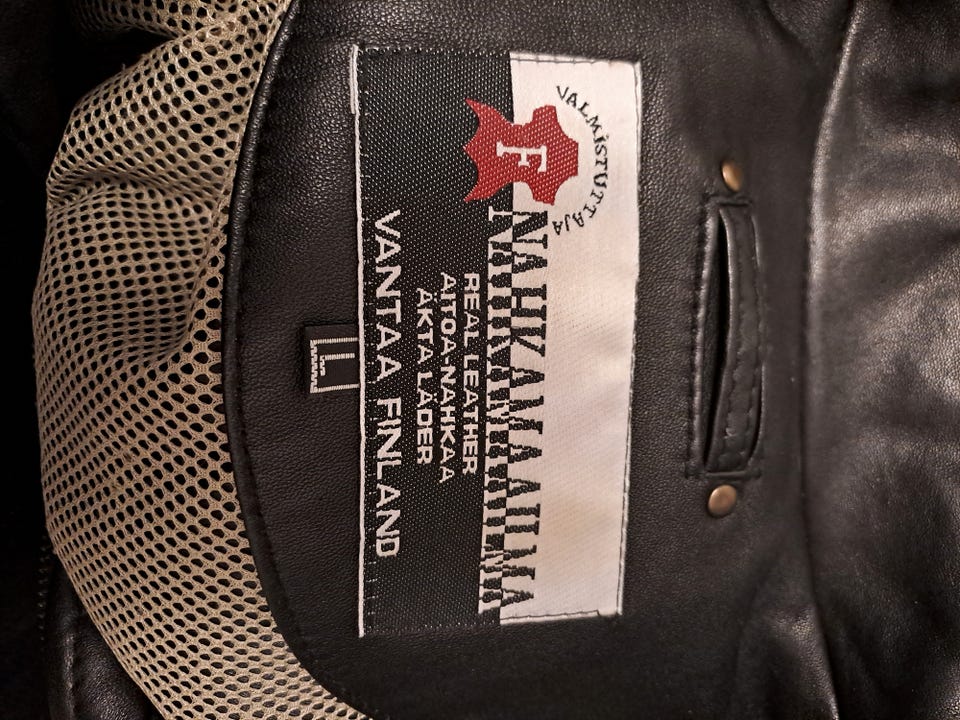 VALMISTUTTAJA
F
NAHKAMAAILMA
REAL LEATHER
AITOA NAHKAA
ÄKTA LÄDER
VANTAA FINLAND
L